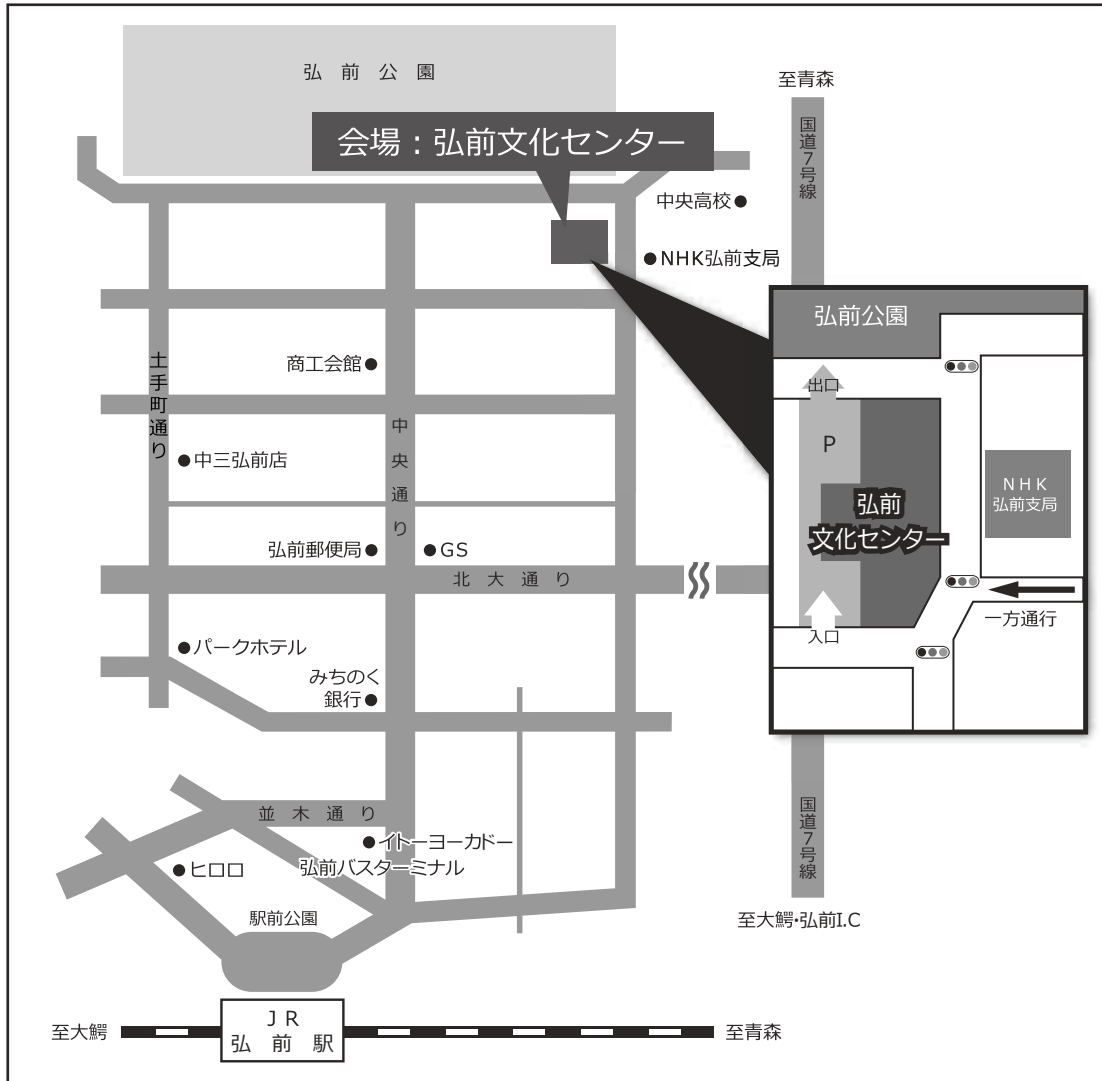 弘前公園
至青森
国道7号線
会場：弘前文化センター
中央高校
NHK弘前支局
弘前公園
出口
P
弘前
文化センター
NHK
弘前支局
入口
一方通行
商工会館
土手町通り
中央通り
中三弘前店
弘前郵便局
GS
北大通り
パークホテル
みちのく
銀行
並木通り
イトーヨーカドー
弘前バスターミナル
ヒロロ
駅前公園
国道7号線
至大鰐・弘前I.C
至大鰐
JR
弘前駅
至青森